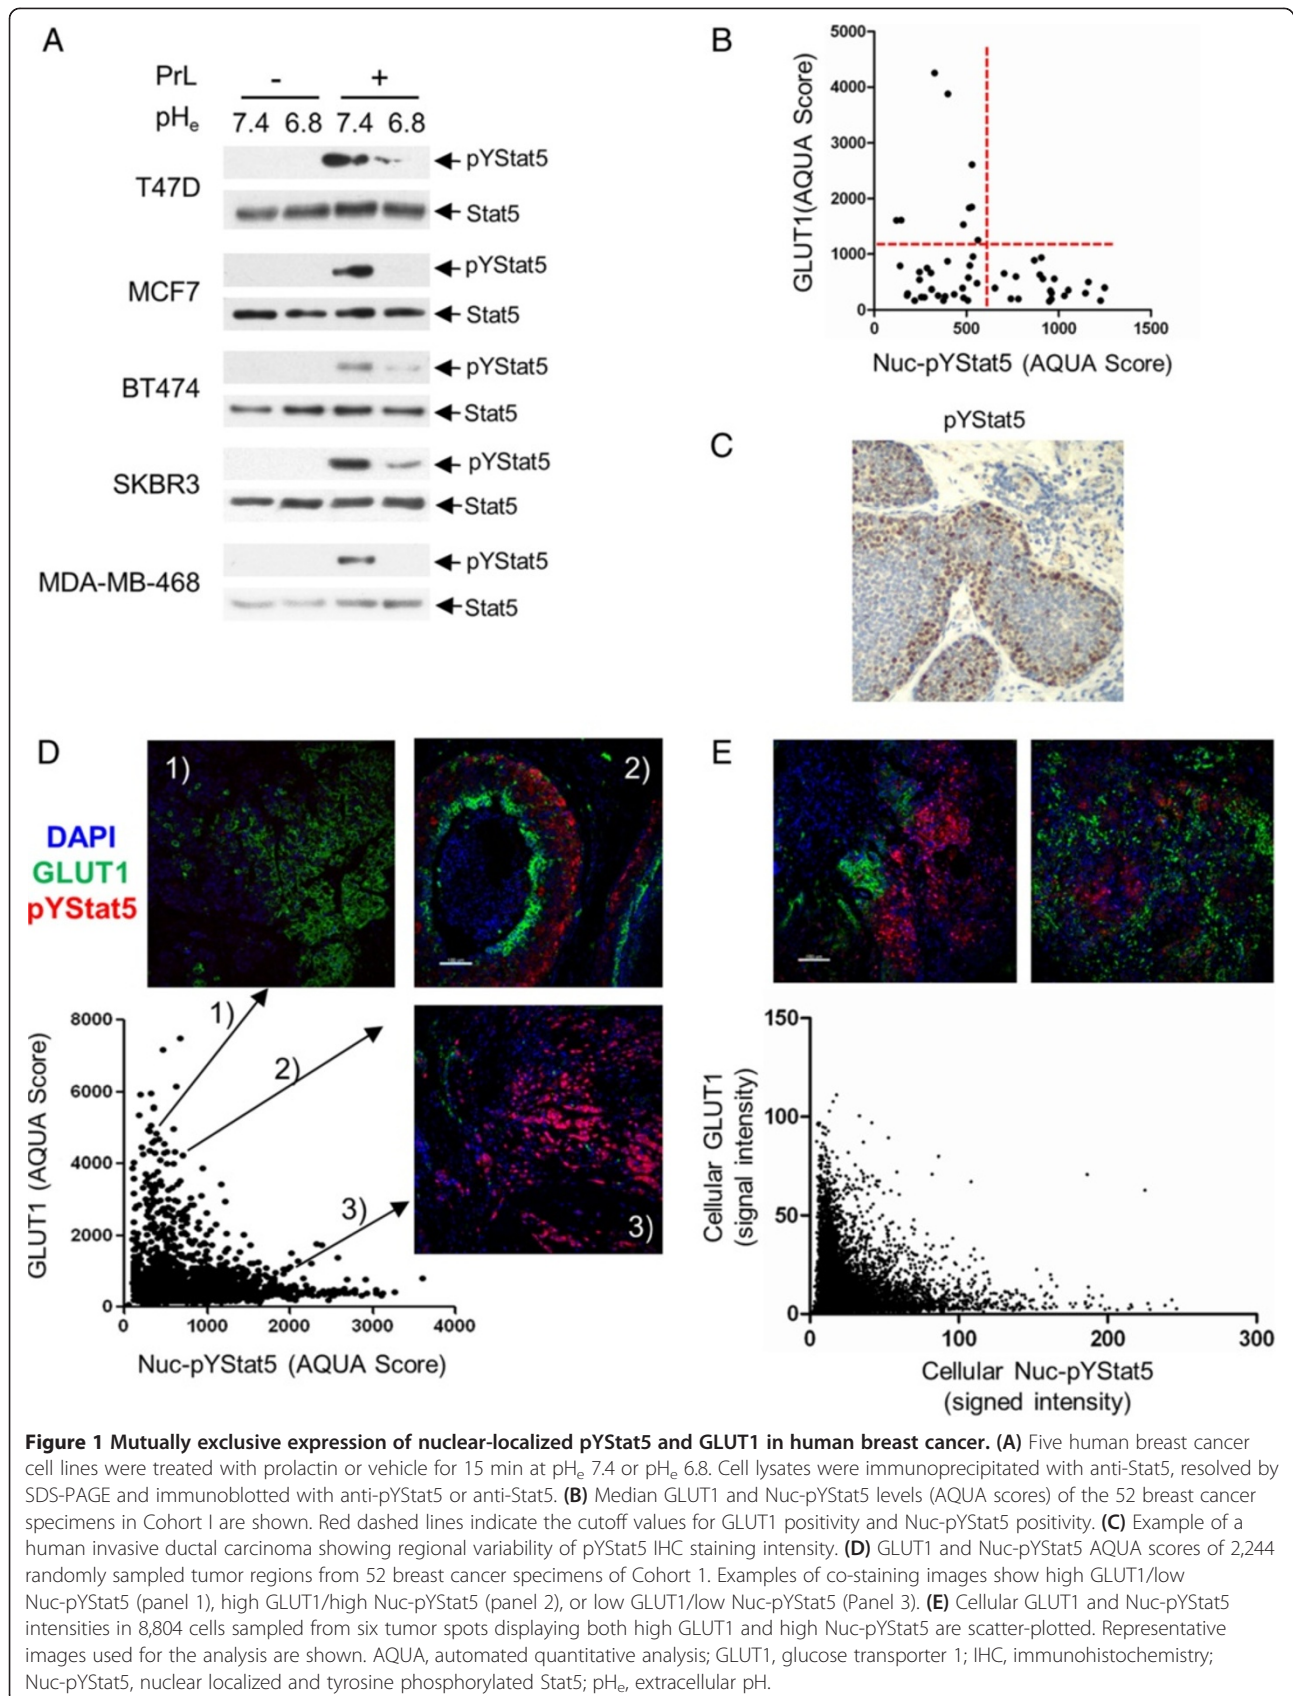 A
PrL - +
pHe 7.4 6.8 7.4 6.8
T47D
pYStat5
Stat5
MCF7
pYStat5
Stat5
BT474
pYStat5
Stat5
SKBR3
pYStat5
Stat5
MDA-MB-468
pYStat5
Stat5
B
GLUT1(AQUA Score)
5000
4000
3000
2000
1000
0
0 500 1000 1500
Nuc-pYStat5 (AQUA Score)
C
pYStat5
D
DAPI
GLUT1
pYStat5
1)
2)
3)
1)
2)
3)
GLUT1 (AQUA Score)
8000
6000
4000
2000
0
0 1000 2000 3000 4000
Nuc-pYStat5 (AQUA Score)
E
Cellular GLUT1
(signal intensity)
150
100
50
0
0 100 200 300
Cellular Nuc-pYStat5
(signed intensity)
Figure 1 Mutually exclusive expression of nuclear-localized pYStat5 and GLUT1 in human breast cancer. (A) Five human breast cancer
cell lines were treated with prolactin or vehicle for 15 min at pHe 7.4 or pHe 6.8. Cell lysates were immunoprecipitated with anti-Stat5, resolved by
SDS-PAGE and immunoblotted with anti-pYStat5 or anti-Stat5. (B) Median GLUT1 and Nuc-pYStat5 levels (AQUA scores) of the 52 breast cancer
specimens in Cohort I are shown. Red dashed lines indicate the cutoff values for GLUT1 positivity and Nuc-pYStat5 positivity. (C) Example of a
human invasive ductal carcinoma showing regional variability of pYStat5 IHC staining intensity. (D) GLUT1 and Nuc-pYStat5 AQUA scores of 2,244
randomly sampled tumor regions from 52 breast cancer specimens of Cohort 1. Examples of co-staining images show high GLUT1/low
Nuc-pYStat5 (panel 1), high GLUT1/high Nuc-pYStat5 (panel 2), or low GLUT1/low Nuc-pYStat5 (Panel 3). (E) Cellular GLUT1 and Nuc-pYStat5
intensities in 8,804 cells sampled from six tumor spots displaying both high GLUT1 and high Nuc-pYStat5 are scatter-plotted. Representative
images used for the analysis are shown. AQUA, automated quantitative analysis; GLUT1, glucose transporter 1; IHC, immunohistochemistry;
Nuc-pYStat5, nuclear localized and tyrosine phosphorylated Stat5; pHe, extracellular pH.